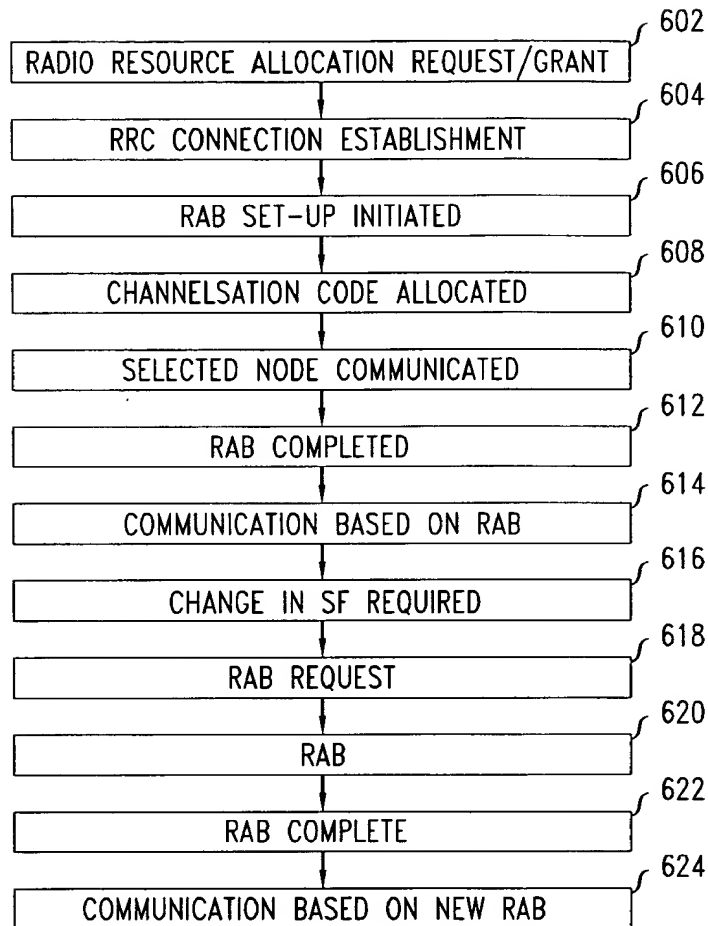 602
RADIO RESOURCE ALLOCATION REQUEST/GRANT
604
RRC CONNECTION ESTABLISHMENT
606
RAB SET-UP INITIATED
608
CHANNELSATION CODE ALLOCATED
610
SELECTED NODE COMMUNICATED
612
RAB COMPLETED
614
COMMUNICATION BASED ON RAB
616
CHANGE IN SF REQUIRED
618
RAB REQUEST
620
RAB
622
RAB COMPLETE
624
COMMUNICATION BASED ON NEW RAB